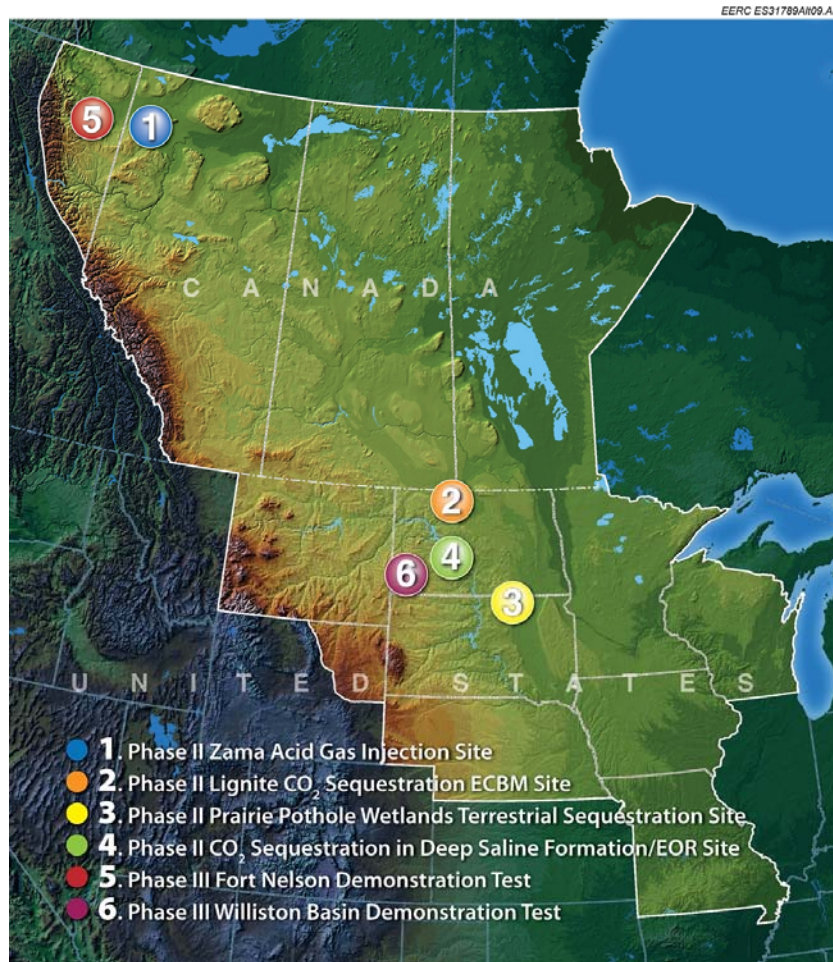 EERC ES31789Alt09.A
5
1
C A N A D A
2
4
6
3
U N I T E D S T A T E S
1. Phase II Zama Acid Gas Injection Site
2. Phase II Lignite CO₂ Sequestration ECBM Site
3. Phase II Prairie Pothole Wetlands Terrestrial Sequestration Site
4. Phase II CO₂ Sequestration in Deep Saline Formation/EOR Site
5. Phase III Fort Nelson Demonstration Test
6. Phase III Williston Basin Demonstration Test